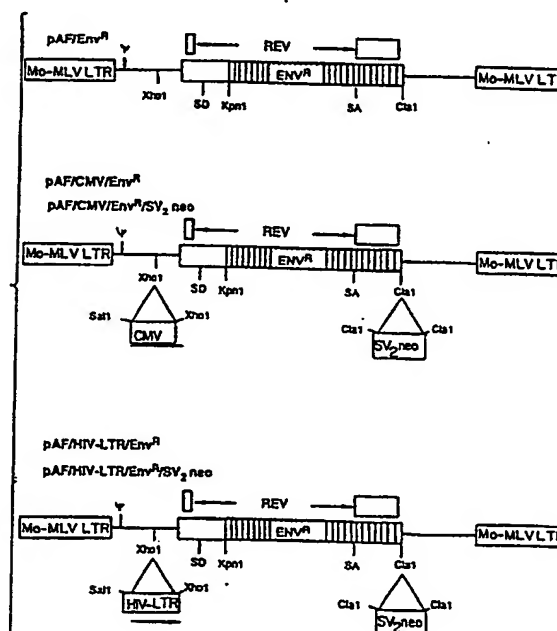 pAF/Env^R
REV
Mo-MLV LTR Ψ ENV^R Mo-MLV LT
Xho1 SD Kpn1 SA Cla1
pAF/CMV/Env^R
pAF/CMV/Env^R/SV2 neo
REV
Mo-MLV LTR Ψ ENV^R Mo-MLV LT
Xho1 SD Kpn1 SA Cla1
Sal1 Xho1 Cla1 Cla1
CMV SV2 neo
pAF/HIV-LTR/Env^R
pAF/HIV-LTR/Env^R/SV2 neo
REV
Mo-MLV LTR Ψ ENV^R Mo-MLV LT
Xho1 SD Kpn1 SA Cla1
Sal1 Xho1 Cla1 Cla1
HIV-LTR SV2neo